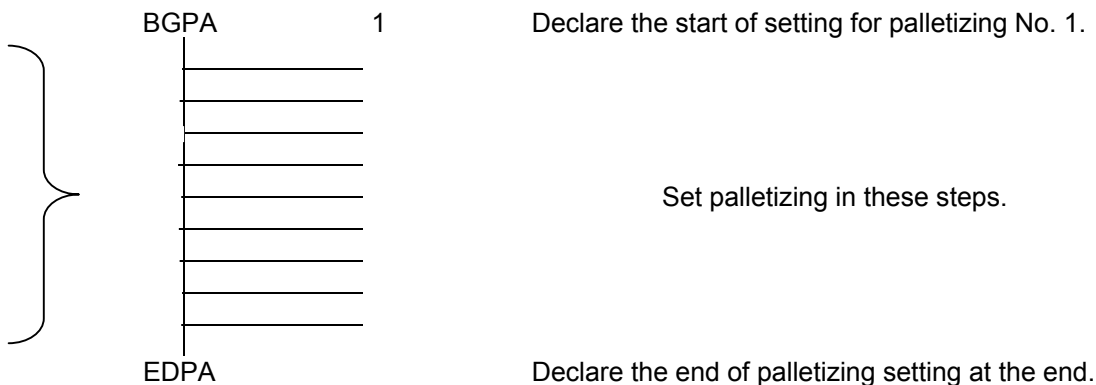 BGPA 1 Declare the start of setting for palletizing No. 1.
Set palletizing in these steps.
EDPA Declare the end of palletizing setting at the end.